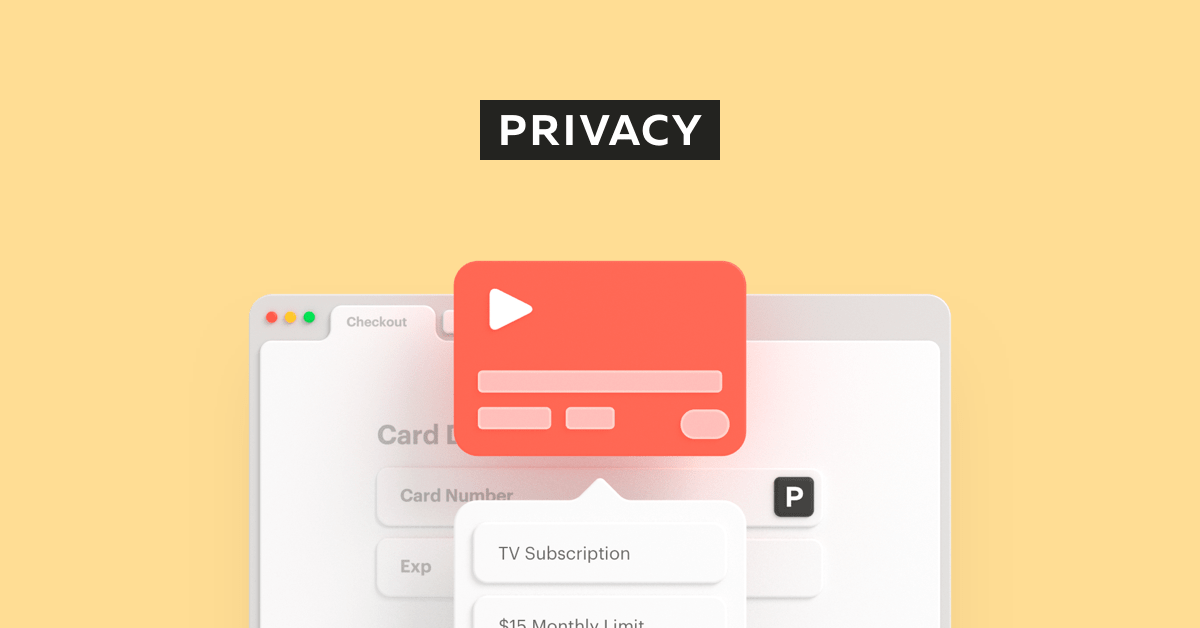 PRIVACY
Checkout
Card D
Card Number
P
Exp
TV Subscription
$15 Monthly Limit